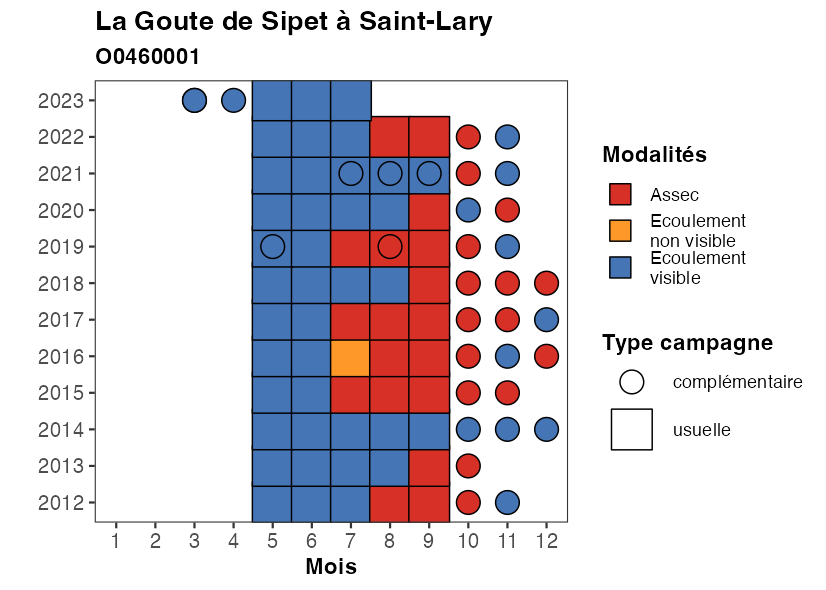 La Goute de Sipet à Saint-Lary
O0460001
2023
2022
2021
2020
2019
2018
2017
2016
2015
2014
2013
2012
1 2 3 4 5 6 7 8 9 10 11 12
Mois
Modalités
Assec
Ecoulement
non visible
Ecoulement
visible
Type campagne
complémentaire
usuelle